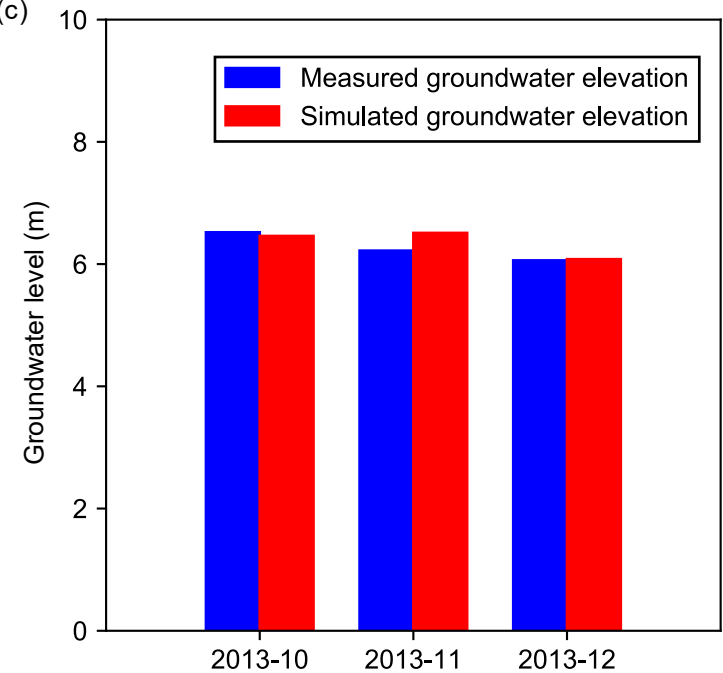 (c)
10
Measured groundwater elevation
Simulated groundwater elevation
8
6
4
2
0
Groundwater level (m)
2013-10 2013-11 2013-12